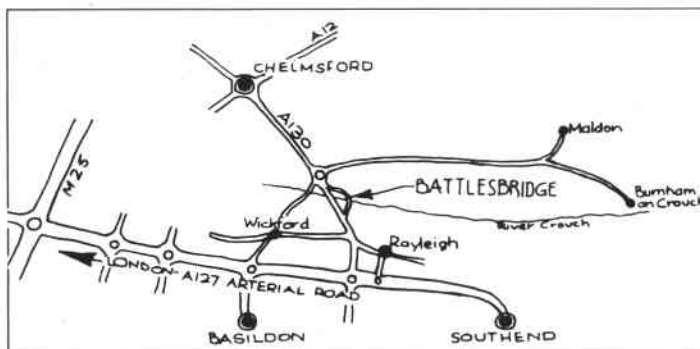 A12
CHELMSFORD
A130
Maldon
M25
BATTLESBRIDGE
Burnham
on Crouch
River Crouch
Wickford
Rayleigh
LONDON-A127 ARTERIAL ROAD
BASILDON
SOUTHEND